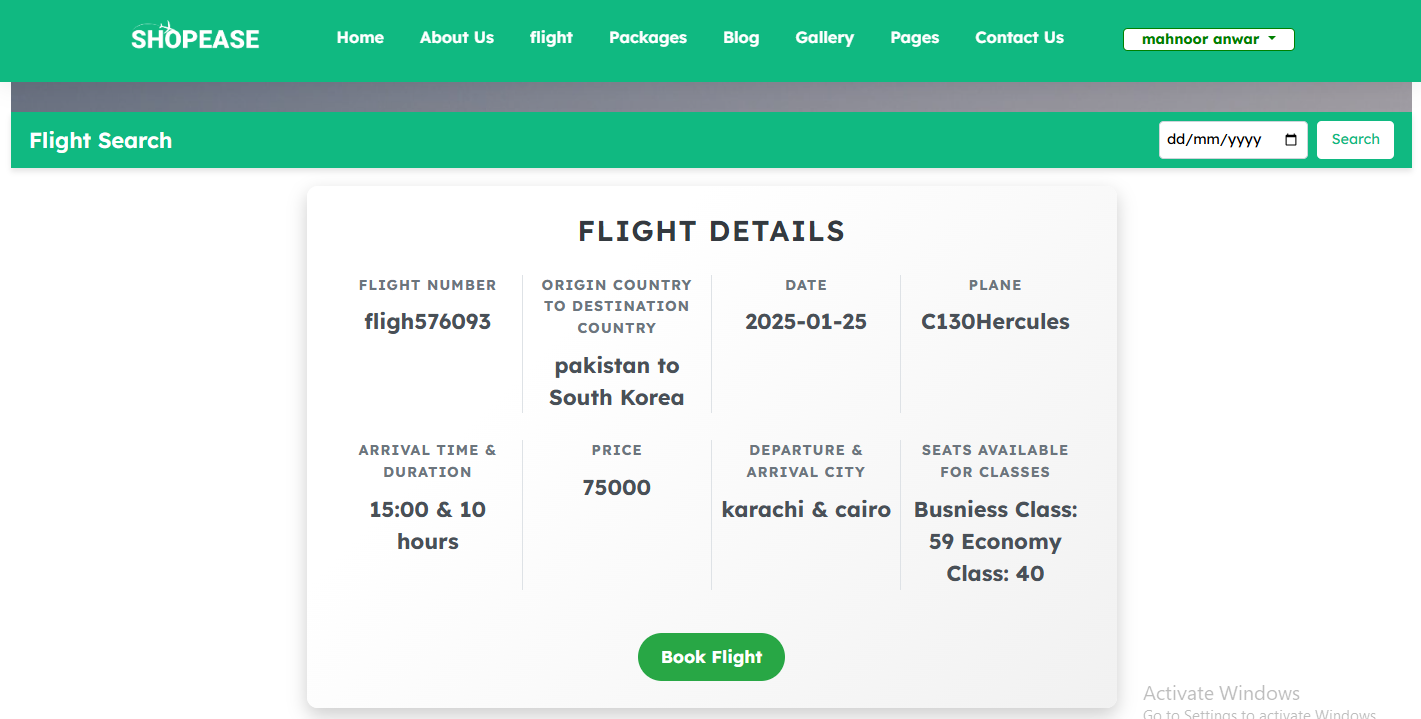 SHOPEASE
Home About Us flight Packages Blog Gallery Pages Contact Us
mahnoor anwar
Flight Search
dd/mm/yyyy
Search
FLIGHT DETAILS
FLIGHT NUMBER
fligh576093
ORIGIN COUNTRY
TO DESTINATION
COUNTRY
pakistan to
South Korea
DATE
2025-01-25
PLANE
C130Hercules
ARRIVAL TIME &
DURATION
15:00 & 10
hours
PRICE
75000
DEPARTURE &
ARRIVAL CITY
karachi & cairo
SEATS AVAILABLE
FOR CLASSES
Busniess Class:
59 Economy
Class: 40
Book Flight
Activate Windows
Go to Settings to activate Windows